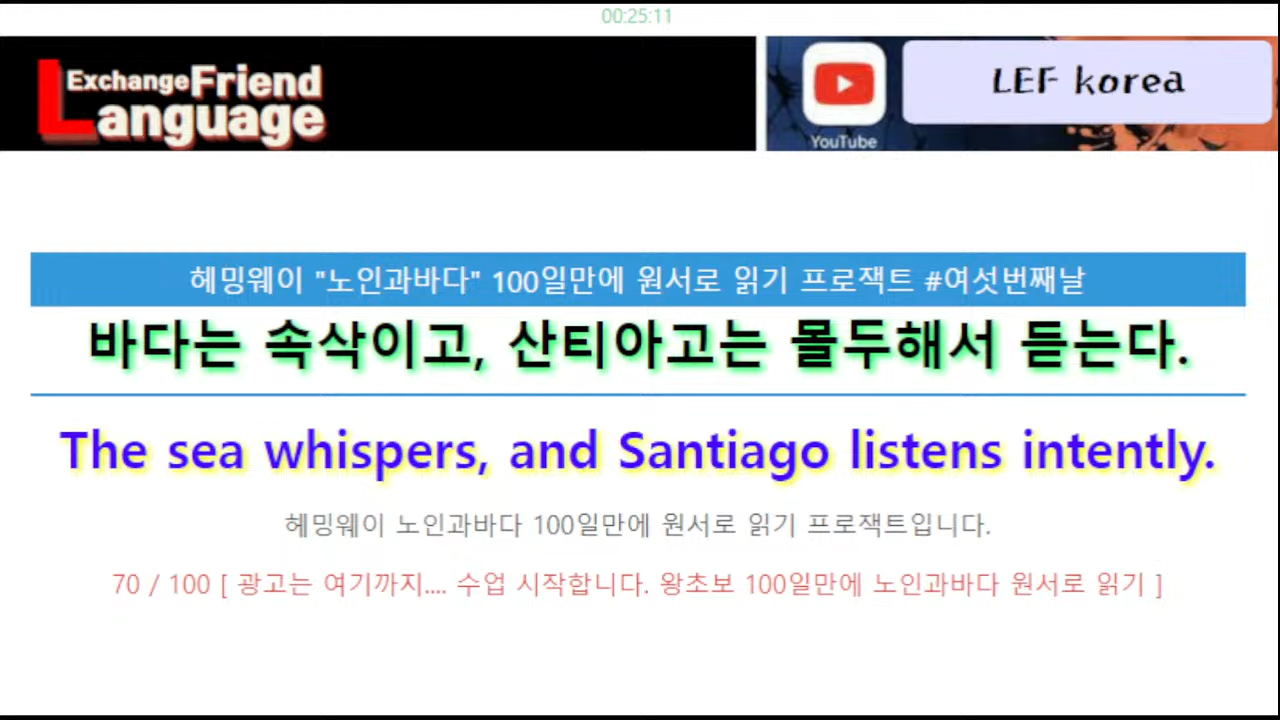 00:25:11
ExchangeFriend
Language
LEF korea
YouTube
헤밍웨이 "노인과바다" 100일만에 원서로 읽기 프로잭트 #여섯번째날
바다는 속삭이고, 산티아고는 몰두해서 듣는다.
The sea whispers, and Santiago listens intently.
헤밍웨이 노인과바다 100일만에 원서로 읽기 프로잭트입니다.
70 / 100 [ 광고는 여기까지.... 수업 시작합니다. 왕초보 100일만에 노인과바다 원서로 읽기 ]